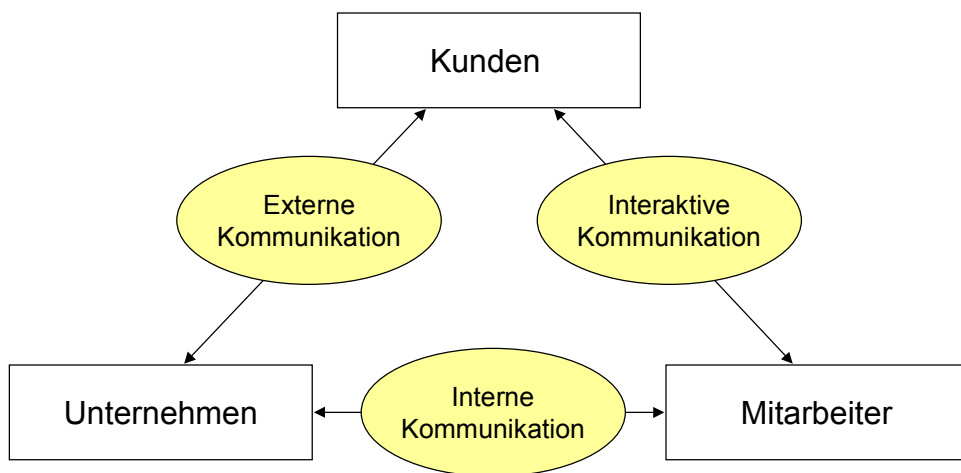 Kunden
Externe
Kommunikation
Interaktive
Kommunikation
Unternehmen
Interne
Kommunikation
Mitarbeiter